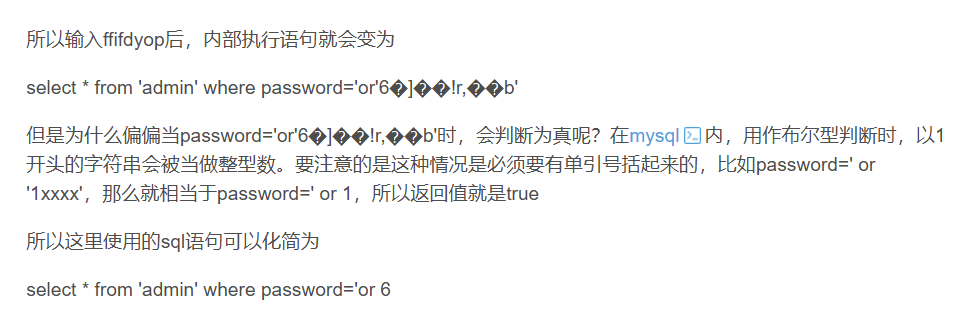 所以输入ffifdyop后，内部执行语句就会变为
select * from 'admin' where password='or'6�]��!r,��b'
但是为什么偏偏当password='or'6�]��!r,��b'时，会判断为真呢？在mysql内，用作布尔型判断时，以1
开头的字符串会被当做整型数。要注意的是这种情况是必须要有单引号括起来的，比如password=' or
'1xxxx'，那么就相当于password=' or 1，所以返回值就是true
所以这里使用的sql语句可以化简为
select * from 'admin' where password='or 6